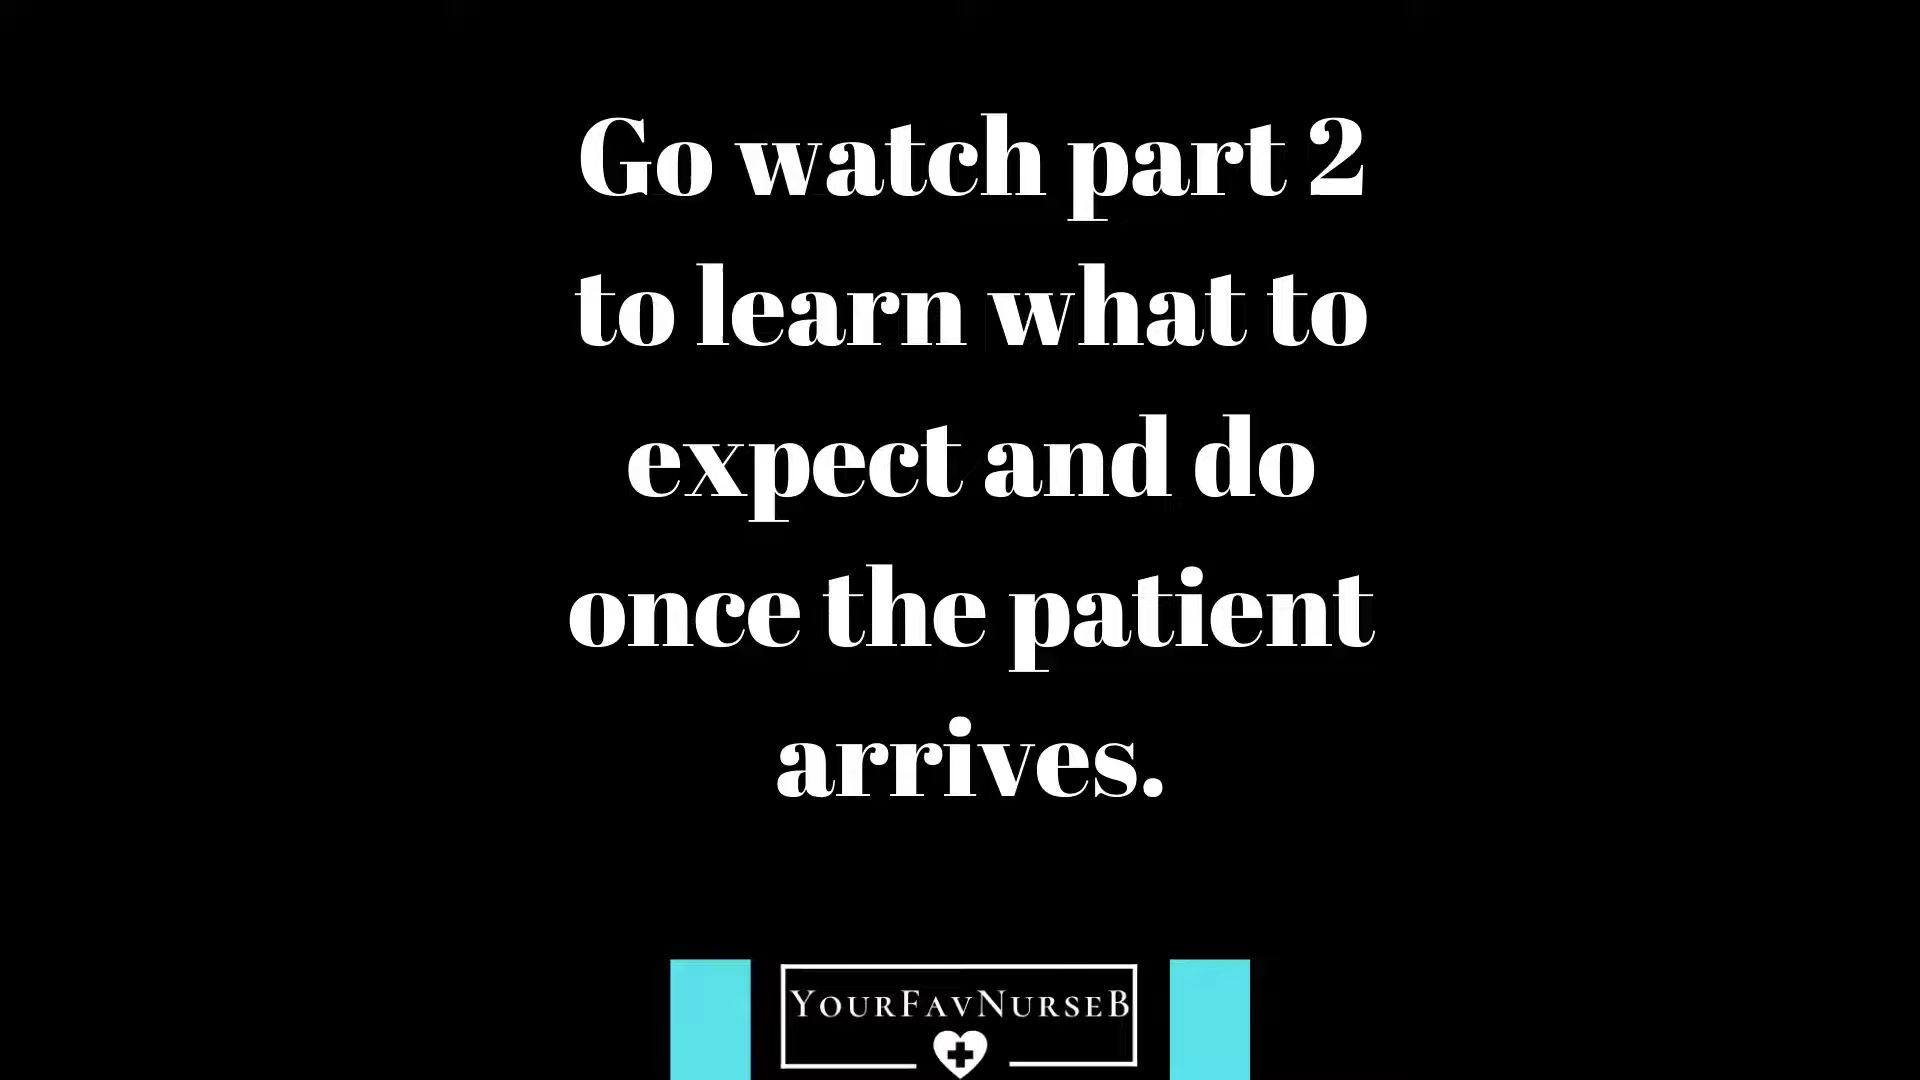 Go watch part 2
to learn what to
expect and do
once the patient
arrives.
YOURFAVNURSEB